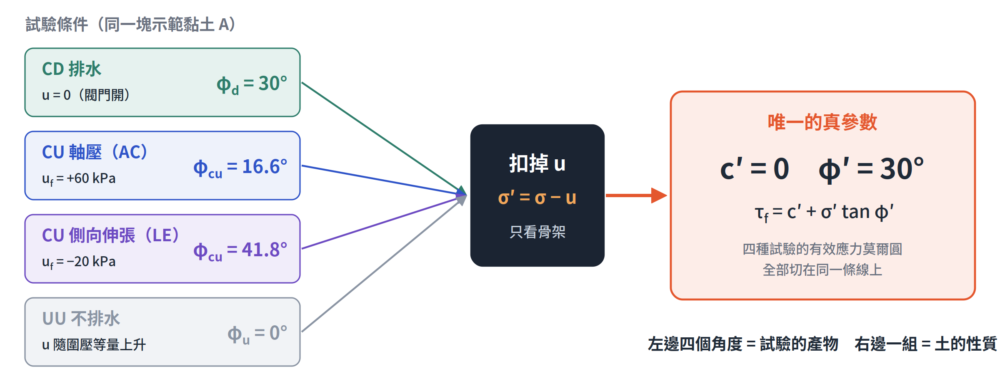 試驗條件（同一塊示範黏土 A）
CD 排水
u = 0（閥門開）
ϕd = 30°
CU 軸壓（AC）
uf = +60 kPa
ϕcu = 16.6°
CU 側向伸張（LE）
uf = −20 kPa
ϕcu = 41.8°
UU 不排水
u 隨圍壓等量上升
ϕu = 0°
扣掉 u
σ′ = σ − u
只看骨架
唯一的真參數
c′ = 0　ϕ′ = 30°
τf = c′ + σ′ tan ϕ′
四種試驗的有效應力莫爾圓
全部切在同一條線上
左邊四個角度 = 試驗的產物　右邊一組 = 土的性質